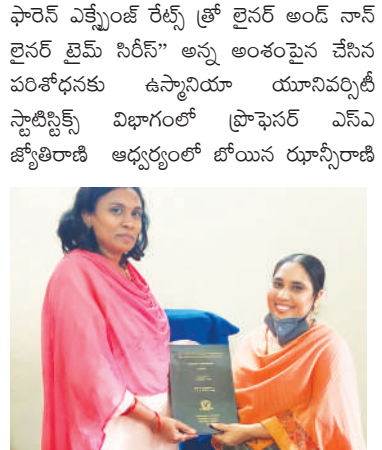 ఫారెన్ ఎక్స్ఛేంజ్ రేట్స్ త్రో లైనర్ అండ్ నాన్
లైనర్ టైమ్ సిరీస్” అన్న అంశంపైన చేసిన
పరిశోధనకు ఉస్మానియా యూనివర్సిటీ
స్టాటిస్టిక్స్ విభాగంలో ప్రొఫెసర్ ఎస్ఎ
జ్యోతిరాణి ఆధ్వర్యంలో బోయిన ఝాన్సీరాణి